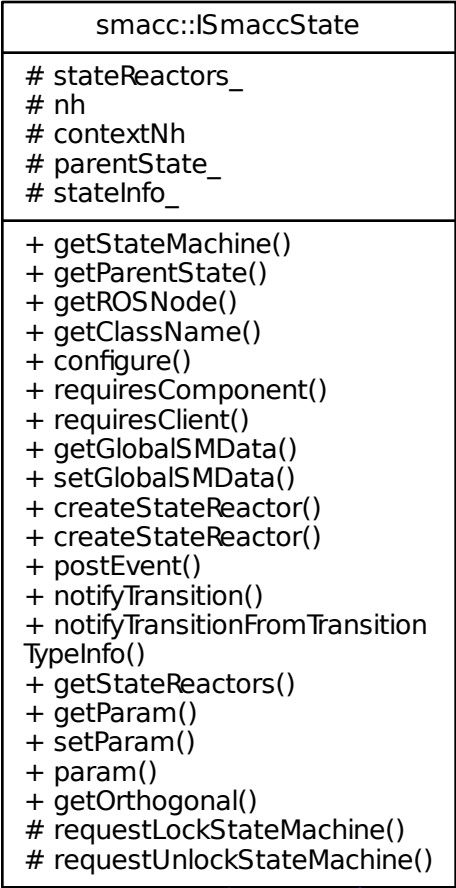 smacc::ISmaccState
# stateReactors_
# nh
# contextNh
# parentState_
# stateInfo_
+ getStateMachine()
+ getParentState()
+ getROSNode()
+ getClassName()
+ configure()
+ requiresComponent()
+ requiresClient()
+ getGlobalSMData()
+ setGlobalSMData()
+ createStateReactor()
+ createStateReactor()
+ postEvent()
+ notifyTransition()
+ notifyTransitionFromTransition
TypeInfo()
+ getStateReactors()
+ getParam()
+ setParam()
+ param()
+ getOrthogonal()
# requestLockStateMachine()
# requestUnlockStateMachine()